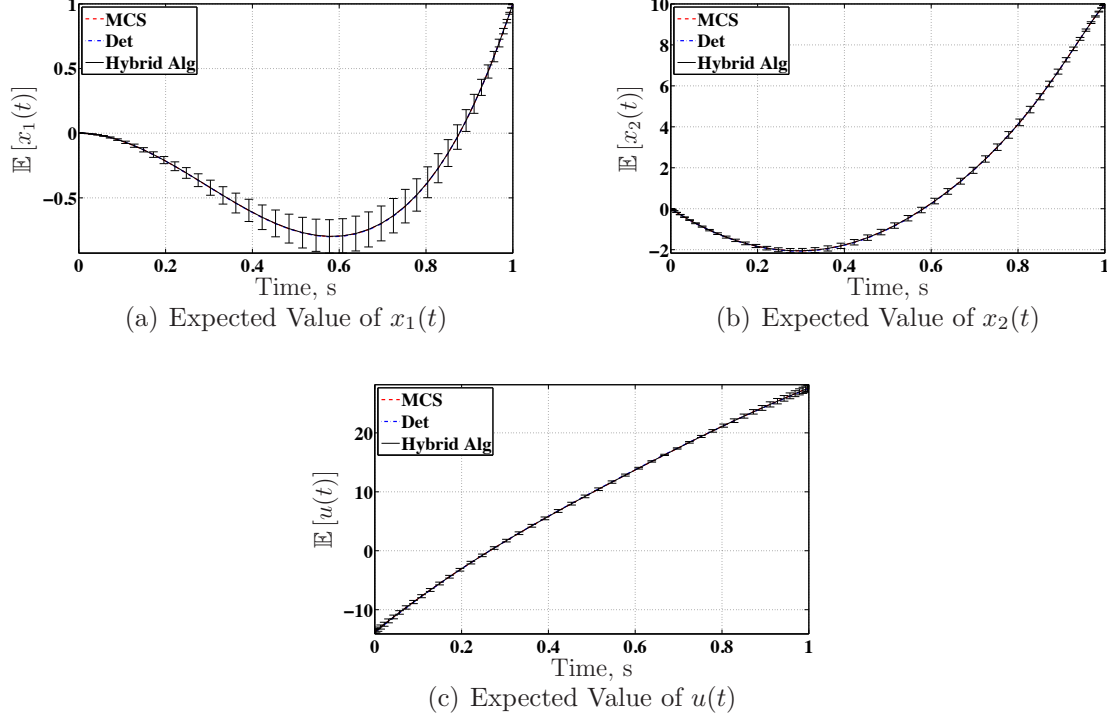 1
0.5
0
−0.5
0
0.2
0.4
0.6
0.8
1
𝔼 [x₁(t)]
Time, s
MCS
Det
Hybrid Alg
(a) Expected Value of x₁(t)
10
8
6
4
2
0
−2
0
0.2
0.4
0.6
0.8
1
𝔼 [x₂(t)]
Time, s
MCS
Det
Hybrid Alg
(b) Expected Value of x₂(t)
20
10
0
−10
0
0.2
0.4
0.6
0.8
1
𝔼 [u(t)]
Time, s
MCS
Det
Hybrid Alg
(c) Expected Value of u(t)